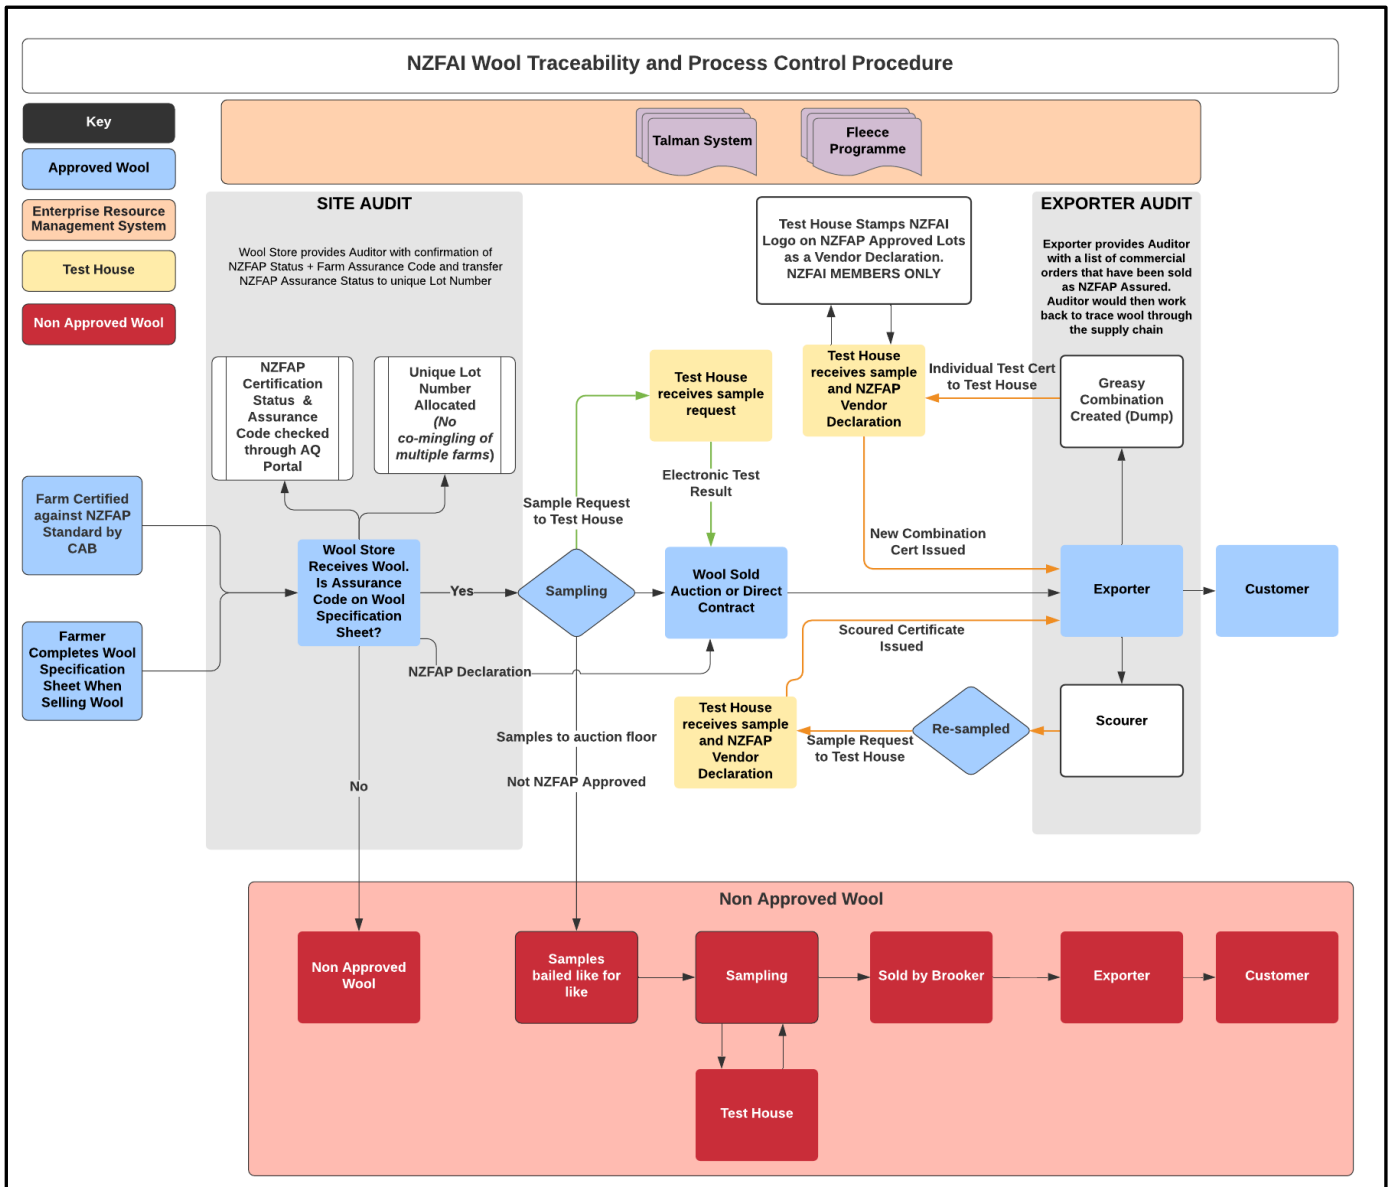 NZFAI Wool Traceability and Process Control Procedure
Key
Approved Wool
Enterprise Resource
Management System
Test House
Non Approved Wool
Talman System
Fleece
Programme
SITE AUDIT
Wool Store provides Auditor with confirmation of
NZFAP Status + Farm Assurance Code and transfer
NZFAP Assurance Status to unique Lot Number
NZFAP
Certification
Status & 
Assurance
Code checked
through AQ
Portal
Unique Lot
Number
Allocated
(No
co-mingling of
multiple farms)
Farm Certified
against NZFAP
Standard by
CAB
Farmer
Completes Wool
Specification
Sheet When
Selling Wool
Wool Store
Receives Wool.
Is Assurance
Code on Wool
Specification
Sheet?
Yes
No
NZFAP Declaration
Sampling
Sample Request
to Test House
Test House
receives sample
request
Electronic Test
Result
Wool Sold
Auction or Direct
Contract
Samples to auction floor
Not NZFAP Approved
Test House Stamps NZFAI
Logo on NZFAP Approved Lots
as a Vendor Declaration.
NZFAI MEMBERS ONLY
Test House
receives sample
and NZFAP
Vendor
Declaration
Individual Test Cert
to Test House
New Combination
Cert Issued
Scoured Certificate
Issued
Test House
receives sample
and NZFAP
Vendor
Declaration
Sample Request
to Test House
Re-sampled
EXPORTER AUDIT
Exporter provides Auditor
with a list of commercial
orders that have been sold
as NZFAP Assured.
Auditor would then work
back to trace wool through
the supply chain
Greasy
Combination
Created (Dump)
Exporter
Customer
Scourer
Non Approved Wool
Non Approved
Wool
Samples
bailed like for
like
Sampling
Test House
Sold by Brooker
Exporter
Customer